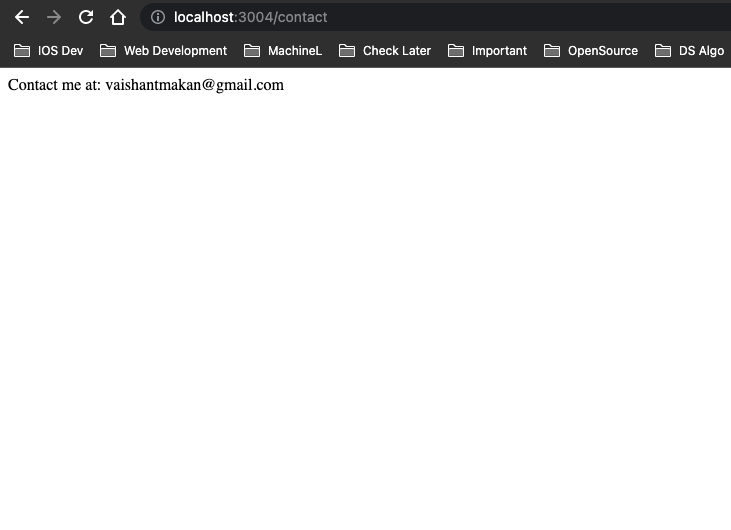 localhost:3004/contact
IOS Dev Web Development MachineL Check Later Important OpenSource DS Algo
Contact me at: vaishantmakan@gmail.com